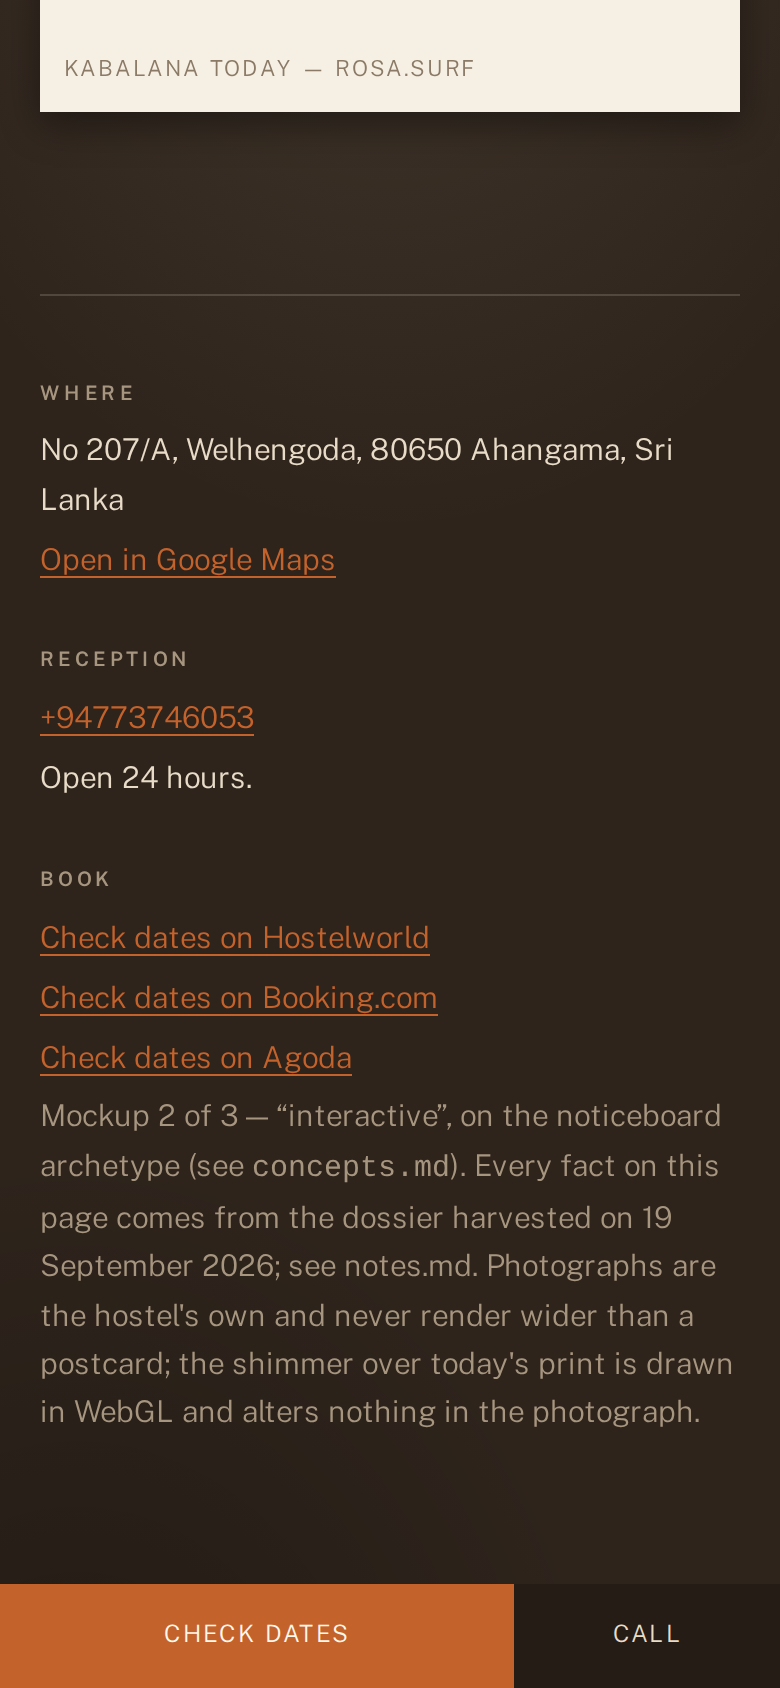 KABALANA TODAY — ROSA.SURF
WHERE
No 207/A, Welhengoda, 80650 Ahangama, Sri
Lanka
Open in Google Maps
RECEPTION
+94773746053
Open 24 hours.
BOOK
Check dates on Hostelworld
Check dates on Booking.com
Check dates on Agoda
Mockup 2 of 3 — “interactive”, on the noticeboard
archetype (see concepts.md). Every fact on this
page comes from the dossier harvested on 19
September 2026; see notes.md. Photographs are
the hostel's own and never render wider than a
postcard; the shimmer over today's print is drawn
in WebGL and alters nothing in the photograph.
CHECK DATES
CALL